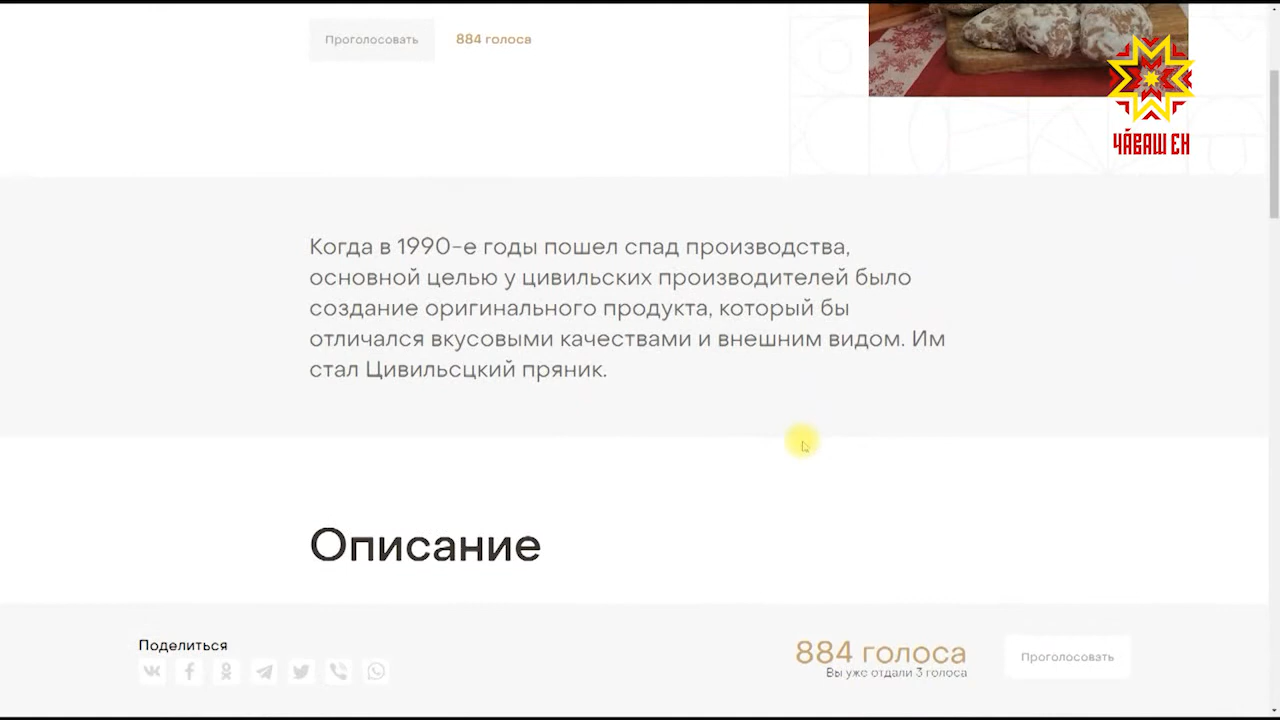 Проголосовать 884 голоса
ЧӐВАШ ЕН
Когда в 1990-е годы пошел спад производства,
основной целью у цивильских производителей было
создание оригинального продукта, который бы
отличался вкусовыми качествами и внешним видом. Им
стал Цивильсцкий пряник.
Описание
Поделиться
884 голоса
Вы уже отдали 3 голоса
Проголосовать